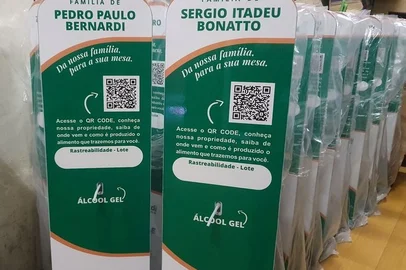 FAMÍLIA DE
PEDRO PAULO
BERNARDI
Da nossa família,
para a sua mesa.
Acesse o QR CODE, conheça
nossa propriedade, saiba de
onde vem e como é produzido o
alimento que trazemos para você.
Rastreabilidade - Lote
ÁLCOOL GEL
FAMÍLIA DE
SERGIO ITADEU
BONATTO
Da nossa família,
para a sua mesa.
Acesse o QR CODE, conheça
nossa propriedade, saiba de
onde vem e como é produzido o
alimento que trazemos para você.
Rastreabilidade - Lote
ÁLCOOL GEL